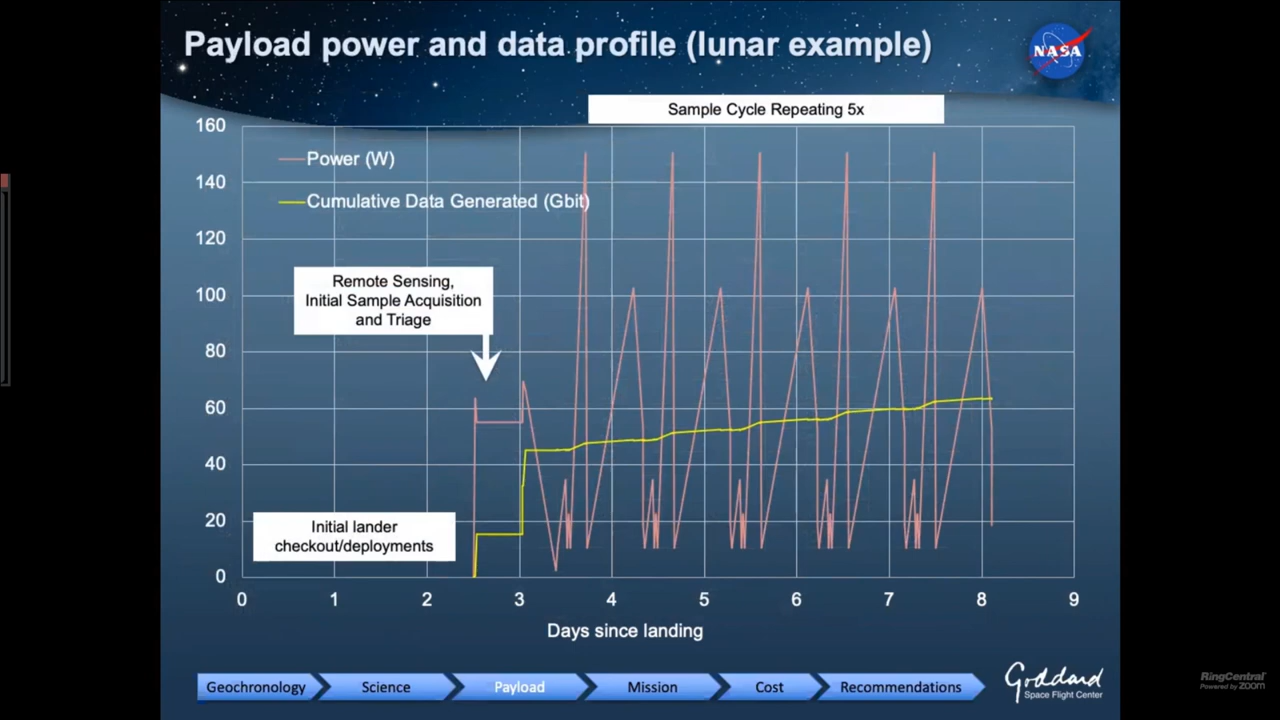 Payload power and data profile (lunar example)
NASA
Sample Cycle Repeating 5x
160
140
120
100
80
60
40
20
0
Power (W)
Cumulative Data Generated (Gbit)
Remote Sensing,
Initial Sample Acquisition
and Triage
Initial lander
checkout/deployments
0 1 2 3 4 5 6 7 8 9
Days since landing
Geochronology Science Payload Mission Cost Recommendations
Goddard
Space Flight Center
RingCentral
Powered by zoom